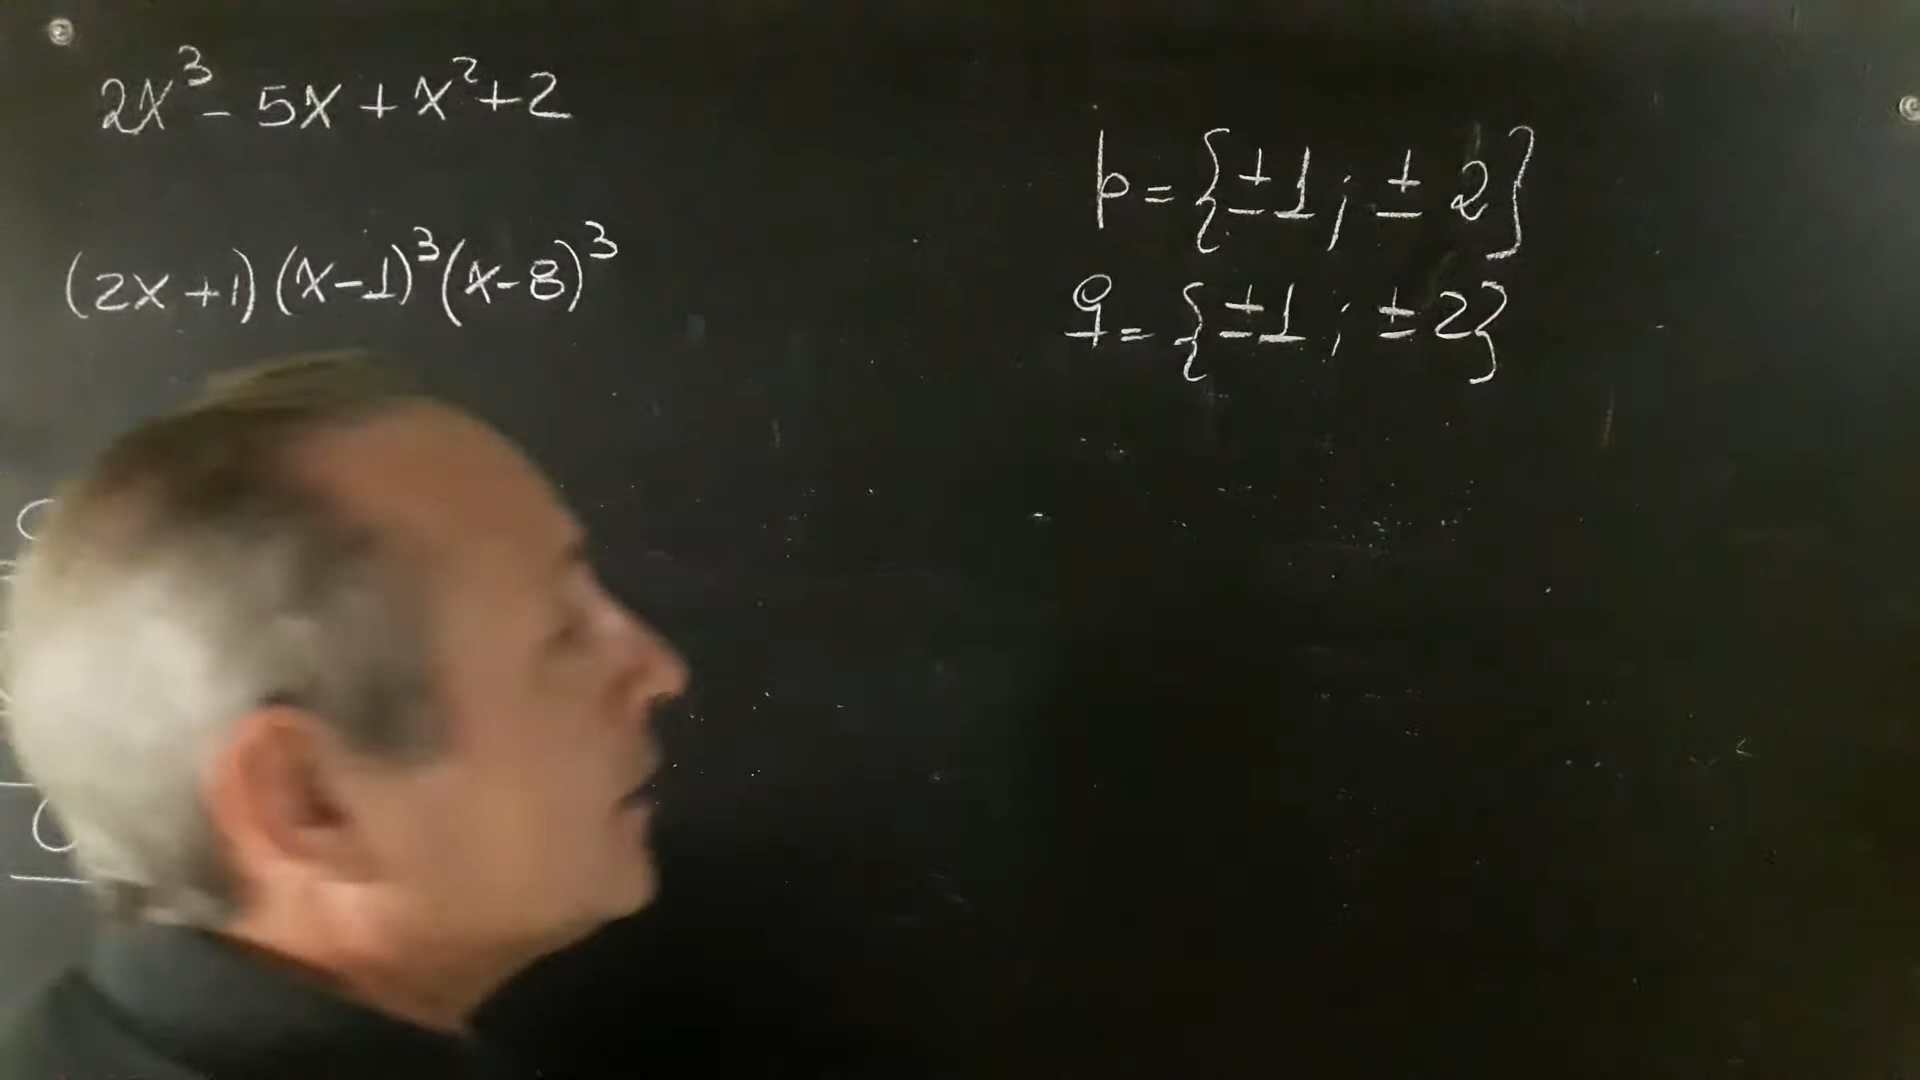 2x³ - 5x + x² + 2
(2x+1)(x-1)³(x-8)³
p = {±1; ±2}
q = {±1; ±2}